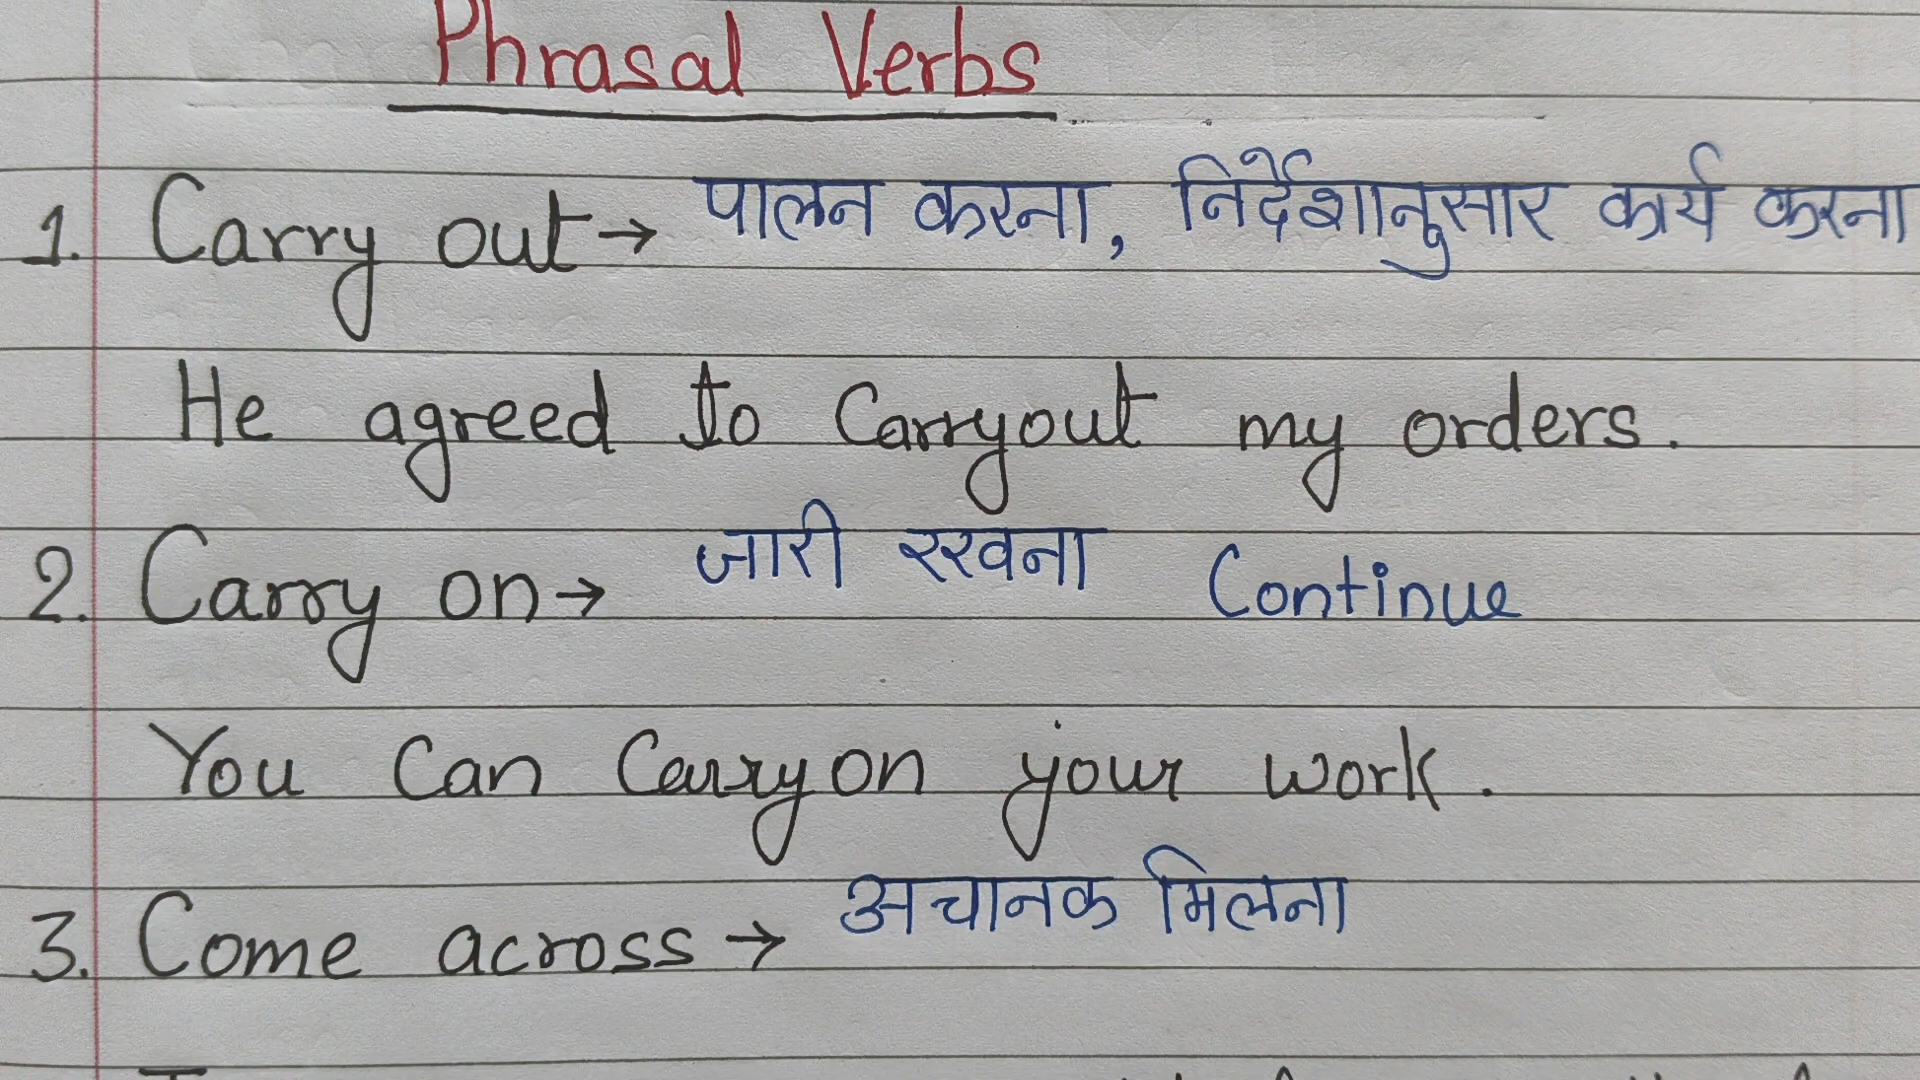 Phrasal Verbs
1. Carry out → पालन करना, निर्देशानुसार कार्य करना
He agreed to Carryout my orders.
2. Carry on → जारी रखना Continue
You Can Carryon your work.
3. Come across → अचानक मिलना